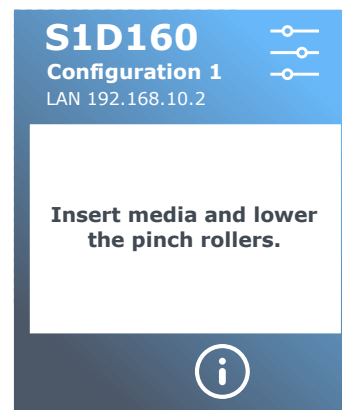 S1D160
Configuration 1
LAN 192.168.10.2
Insert media and lower
the pinch rollers.